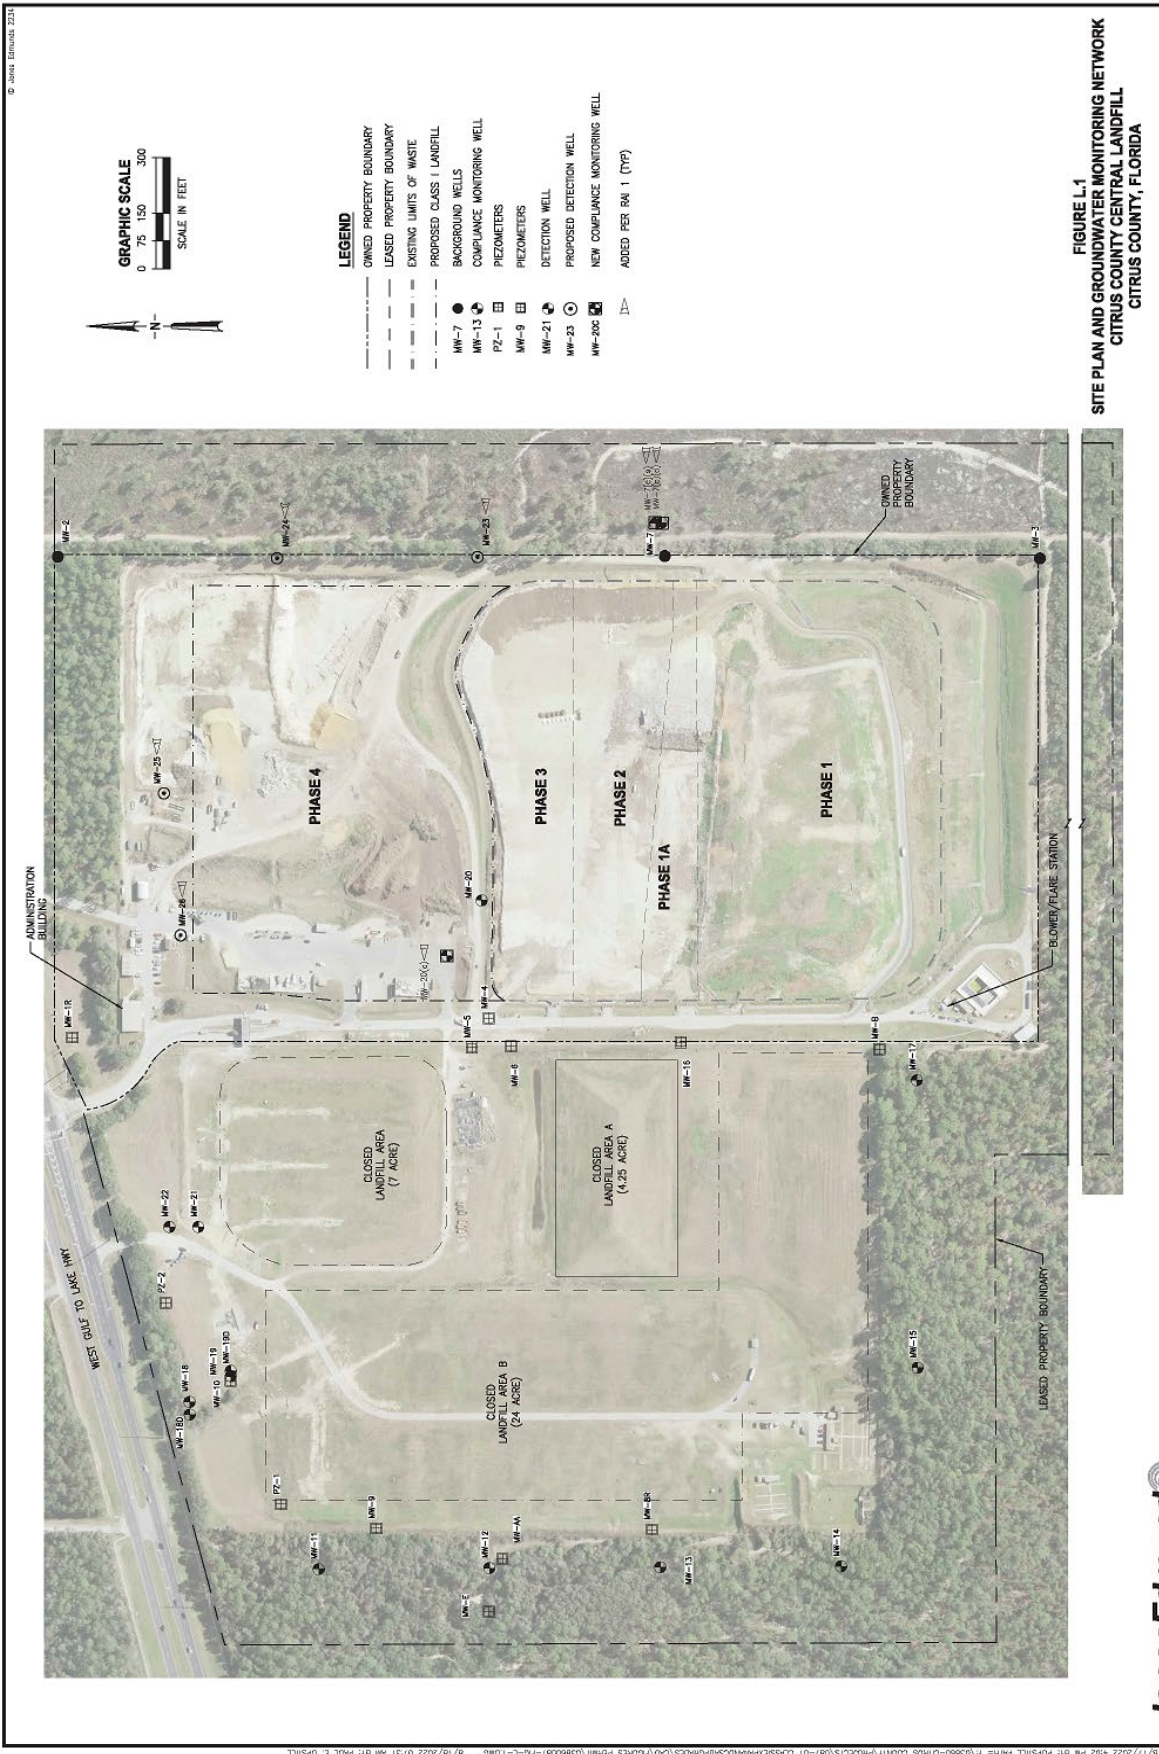 © Jones Edmunds 2234
GRAPHIC SCALE
0 75 150 300
SCALE IN FEET
-N-
LEGEND
OWNED PROPERTY BOUNDARY
LEASED PROPERTY BOUNDARY
EXISTING LIMITS OF WASTE
PROPOSED CLASS I LANDFILL
MW-7 BACKGROUND WELLS
MW-13 COMPLIANCE MONITORING WELL
PZ-1 PIEZOMETERS
MW-9 PIEZOMETERS
MW-21 DETECTION WELL
MW-23 PROPOSED DETECTION WELL
MW-20C NEW COMPLIANCE MONITORING WELL
ADDED PER RAI 1 (TYP)
FIGURE L.1
SITE PLAN AND GROUNDWATER MONITORING NETWORK
CITRUS COUNTY CENTRAL LANDFILL
CITRUS COUNTY, FLORIDA
ADMINISTRATION
BUILDING
MW-1R
MW-2
MW-24
MW-23
MW-7
MW-3
MW-25
MW-26
MW-20
MW-20(c)
OWNED
PROPERTY
BOUNDARY
PHASE 4
PHASE 3
PHASE 2
PHASE 1A
PHASE 1
BLOWER/FLARE STATION
MW-4
MW-5
MW-6
MW-16
MW-8
MW-17
WEST GULF TO LAKE HWY
MW-22
MW-21
PZ-2
CLOSED
LANDFILL AREA
(7 ACRE)
CLOSED
LANDFILL AREA A
(4.25 ACRE)
CLOSED
LANDFILL AREA B
(24 ACRE)
MW-18
MW-18D
MW-10
MW-19
MW-19D
MW-15
LEASED PROPERTY BOUNDARY
PZ-1
MW-9
MW-11
MW-12
MW-AA
MW-E
MW-8R
MW-13
MW-14